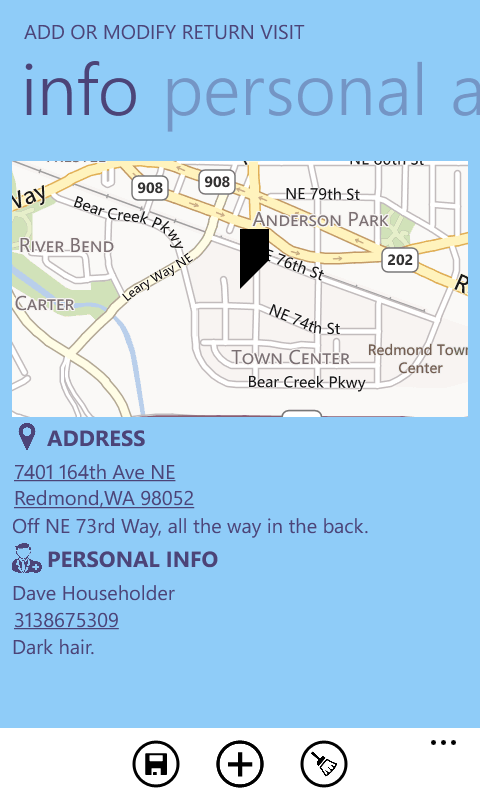 ADD OR MODIFY RETURN VISIT
info personal a
NE 80th St
Way
908
908
NE 79th St
Bear Creek Pkwy
ANDERSON PARK
RIVER BEND
202
E 76th St
Leary Way NE
R
CARTER
NE 74th St
TOWN CENTER
Redmond Town
Center
Bear Creek Pkwy
ADDRESS
7401 164th Ave NE
Redmond,WA 98052
Off NE 73rd Way, all the way in the back.
PERSONAL INFO
Dave Householder
3138675309
Dark hair.